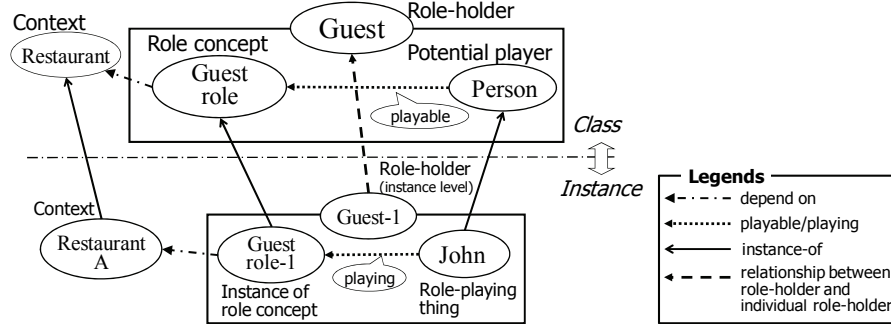 Role-holder
Context
Guest
Role concept
Potential player
Restaurant
Guest
role
Person
playable
Class
Role-holder
(instance level)
Instance
Context
Guest-1
Restaurant
A
Guest
role-1
John
playing
Instance of
role concept
Role-playing
thing
Legends
depend on
playable/playing
instance-of
relationship between
role-holder and
individual role-holder